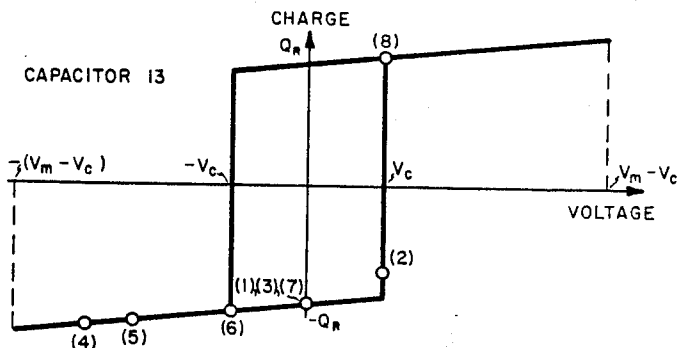 CHARGE
Q_R
(8)
CAPACITOR 13
-(V_m - V_c)
-V_c
V_c
V_m - V_c
VOLTAGE
(2)
(1),(3),(7)
(6)
-Q_R
(4)
(5)